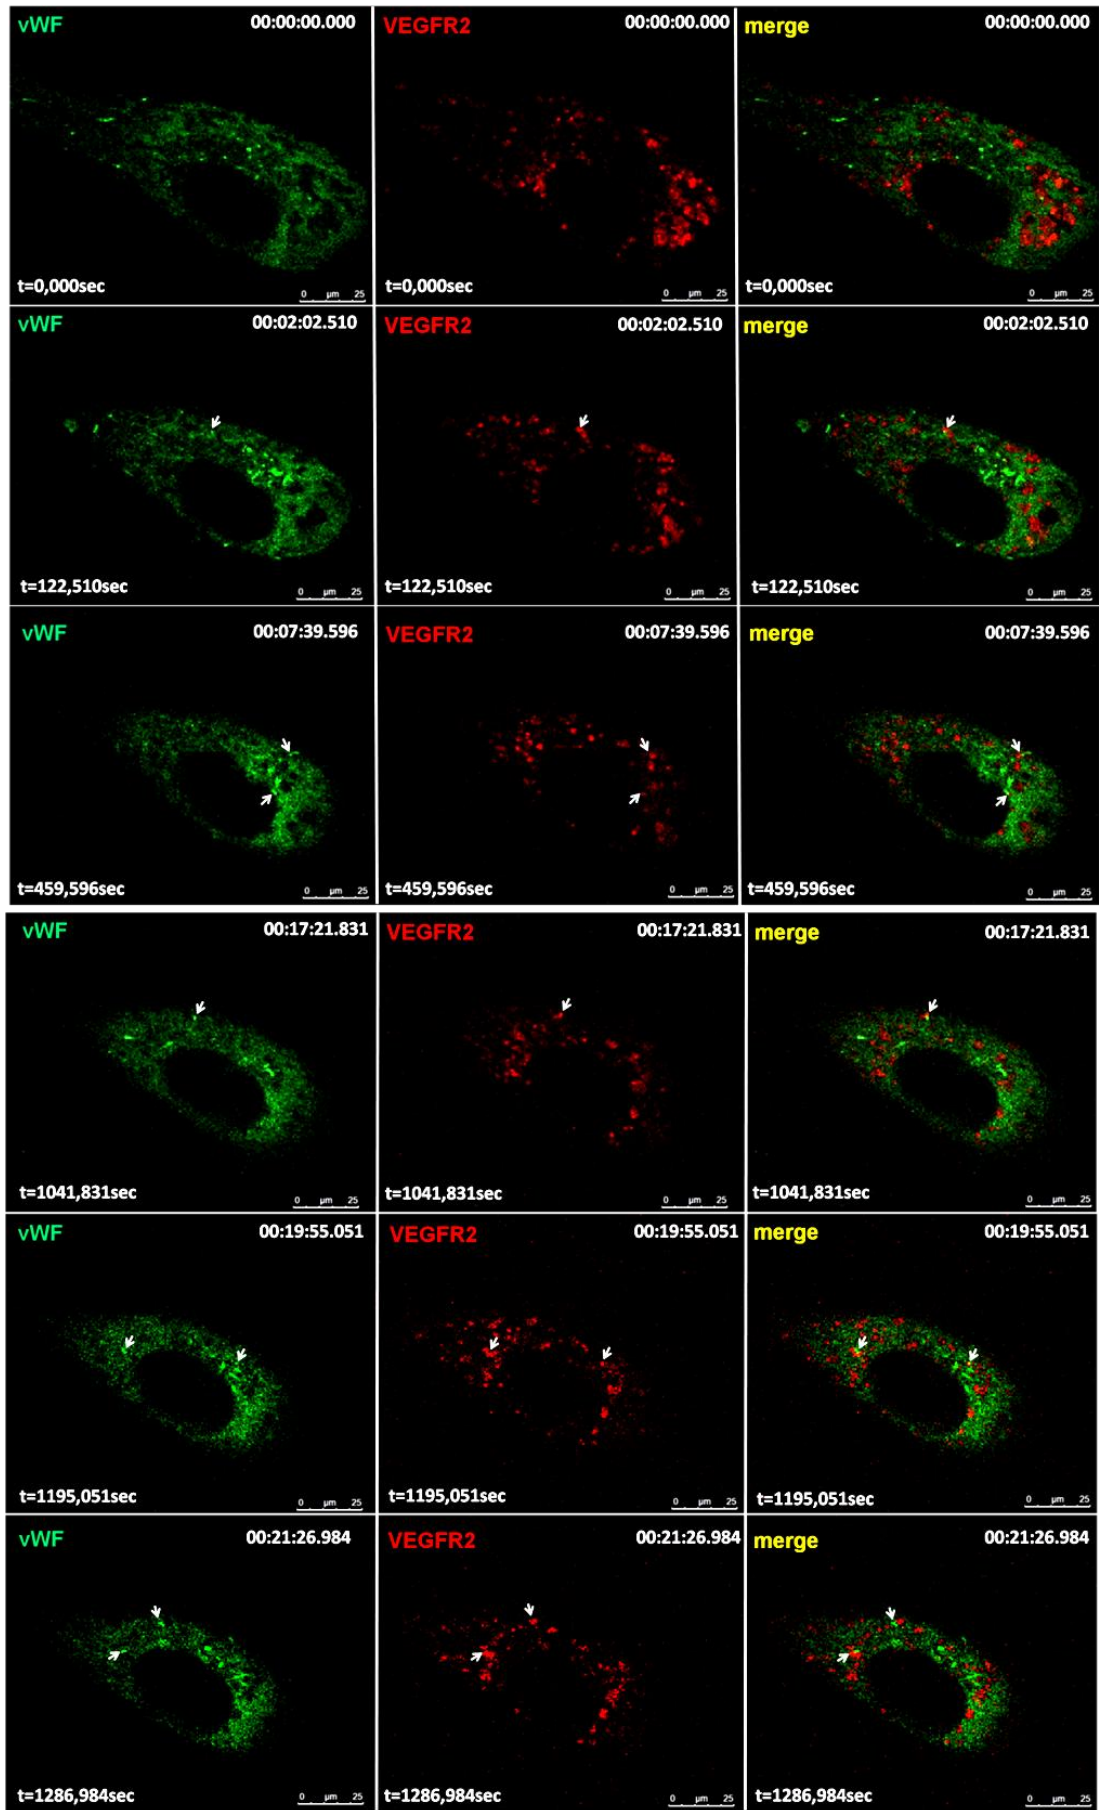 vWF 00:00:00.000 VEGFR2 00:00:00.000 merge 00:00:00.000
t=0,000sec 0 µm 25 t=0,000sec 0 µm 25 t=0,000sec 0 µm 25
vWF 00:02:02.510 VEGFR2 00:02:02.510 merge 00:02:02.510
t=122,510sec 0 µm 25 t=122,510sec 0 µm 25 t=122,510sec 0 µm 25
vWF 00:07:39.596 VEGFR2 00:07:39.596 merge 00:07:39.596
t=459,596sec 0 µm 25 t=459,596sec 0 µm 25 t=459,596sec 0 µm 25
vWF 00:17:21.831 VEGFR2 00:17:21.831 merge 00:17:21.831
t=1041,831sec 0 µm 25 t=1041,831sec 0 µm 25 t=1041,831sec 0 µm 25
vWF 00:19:55.051 VEGFR2 00:19:55.051 merge 00:19:55.051
t=1195,051sec 0 µm 25 t=1195,051sec 0 µm 25 t=1195,051sec 0 µm 25
vWF 00:21:26.984 VEGFR2 00:21:26.984 merge 00:21:26.984
t=1286,984sec 0 µm 25 t=1286,984sec 0 µm 25 t=1286,984sec 0 µm 25